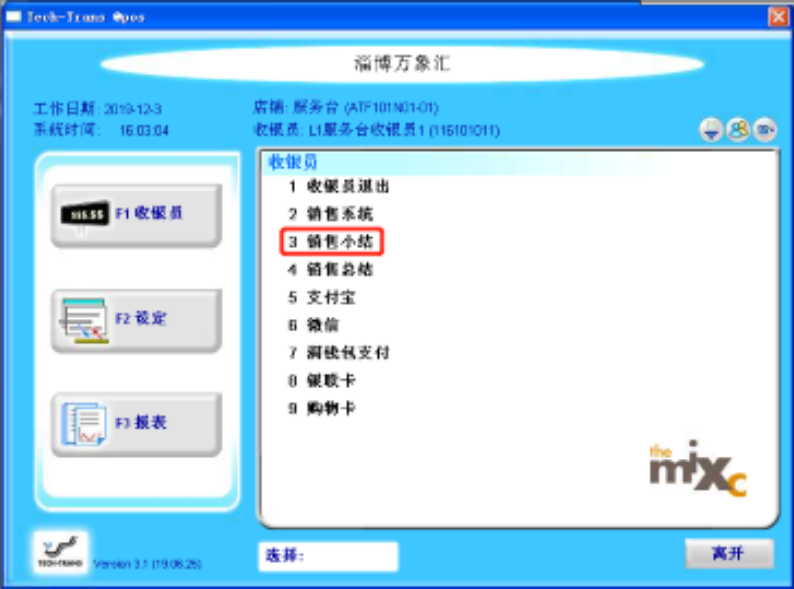 Tech-Trans Qpos
淄博万象汇
工作日期: 2019-12-3
店铺: 服务台 (ATF101N01-01)
系统时间: 16:03:04
收银员: L1服务台收银员1 (116101011)
收银员
1 收银员退出
2 销售系统
3 销售小结
4 销售总结
5 支付宝
6 微信
7 润钱包支付
8 银联卡
9 购物卡
$$$.$$
F1 收银员
F2 设定
F3 报表
the mixc
TECH-TRANS
Version 3.1 (19.06.25)
选择:
离开